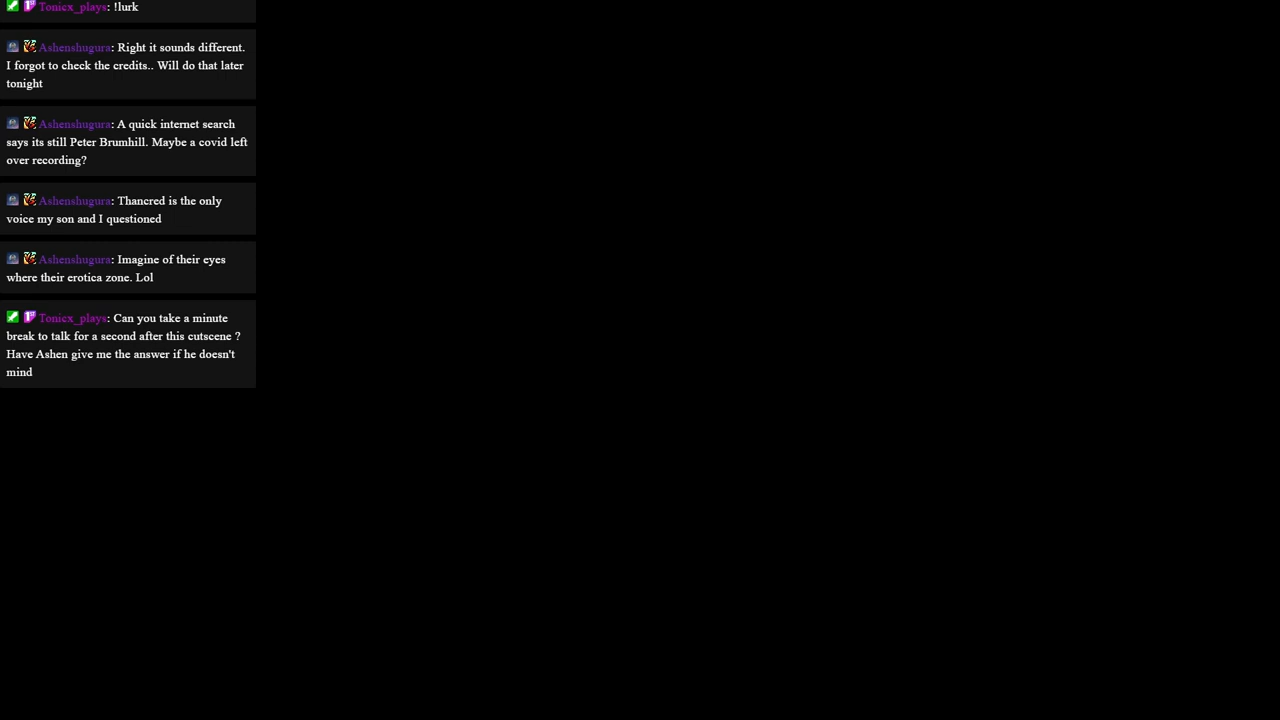 Tonicx_plays: !lurk
Ashenshugura: Right it sounds different.
I forgot to check the credits.. Will do that later
tonight
Ashenshugura: A quick internet search
says its still Peter Brumhill. Maybe a covid left
over recording?
Ashenshugura: Thancred is the only
voice my son and I questioned
Ashenshugura: Imagine of their eyes
where their erotica zone. Lol
Tonicx_plays: Can you take a minute
break to talk for a second after this cutscene ?
Have Ashen give me the answer if he doesn't
mind